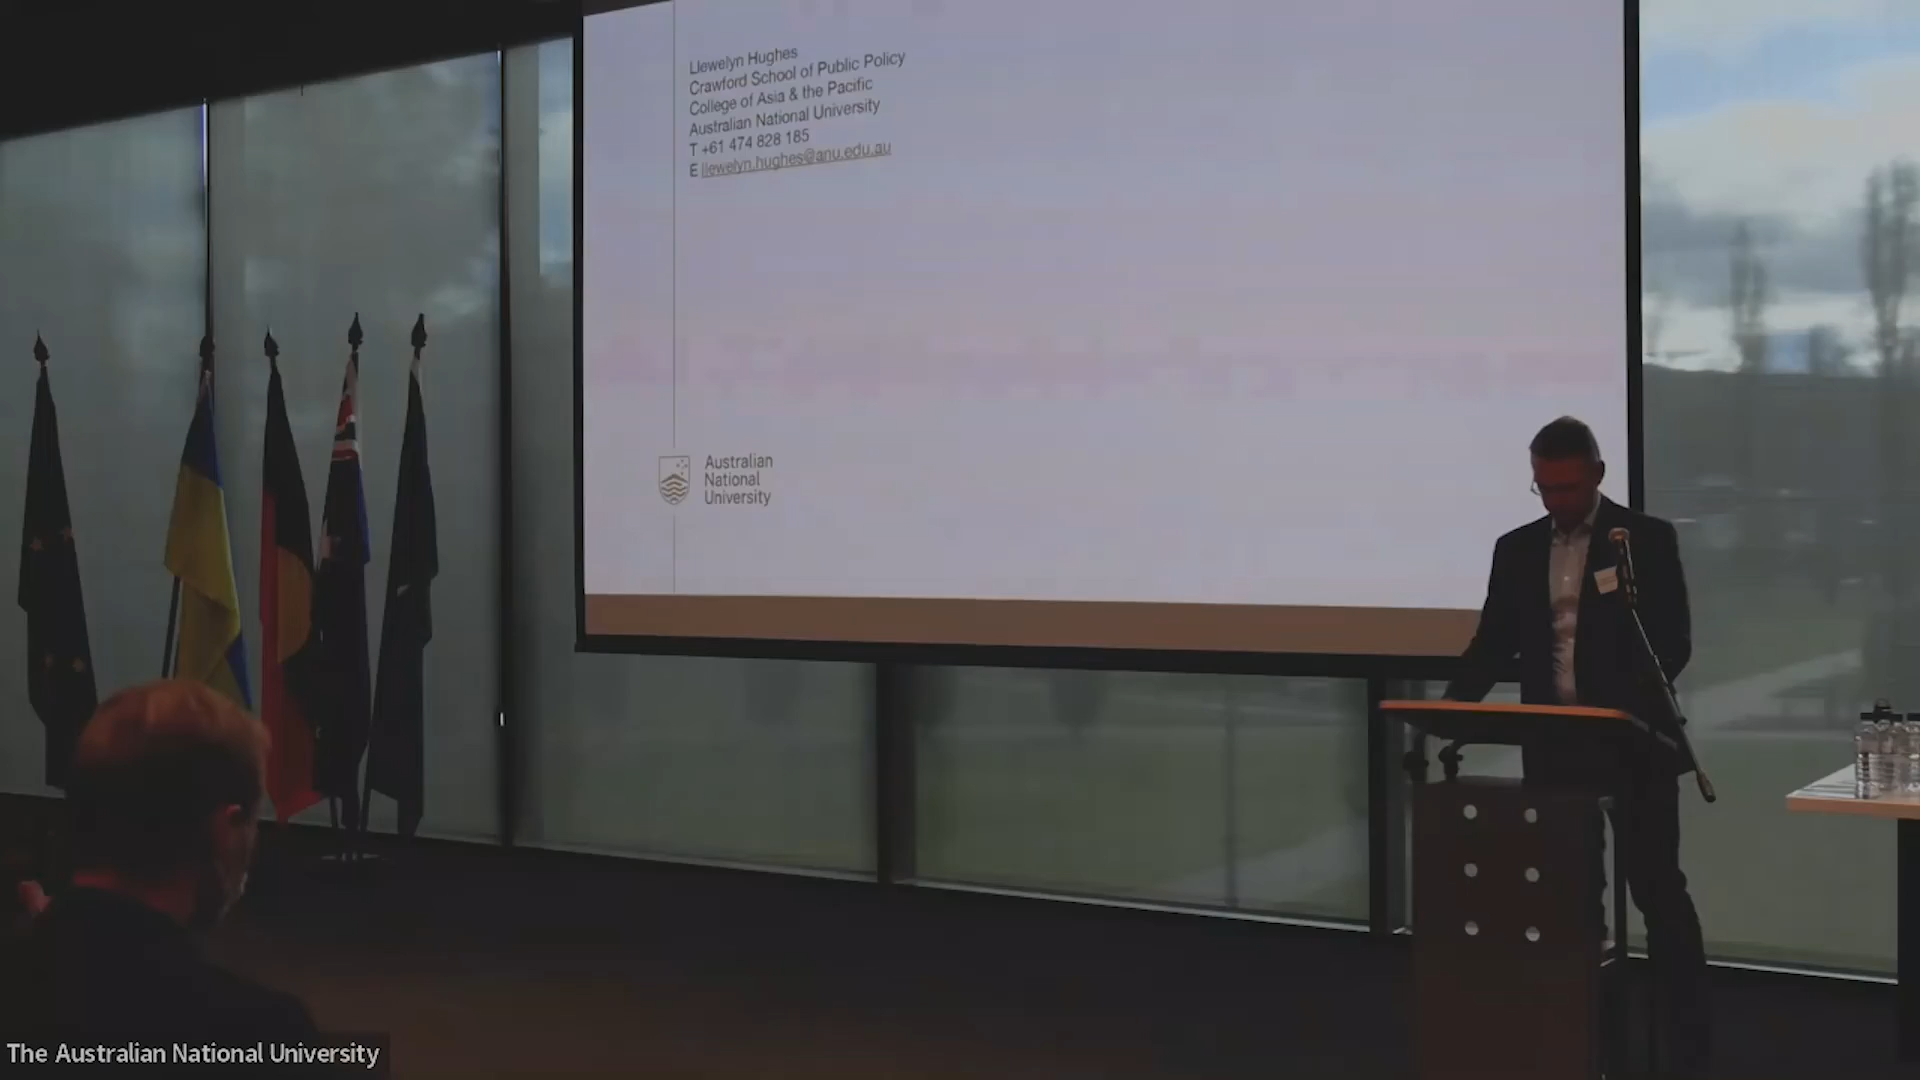 Llewelyn Hughes
Crawford School of Public Policy
College of Asia & the Pacific
Australian National University
T +61 474 828 185
E llewelyn.hughes@anu.edu.au
Australian
National
University
The Australian National University